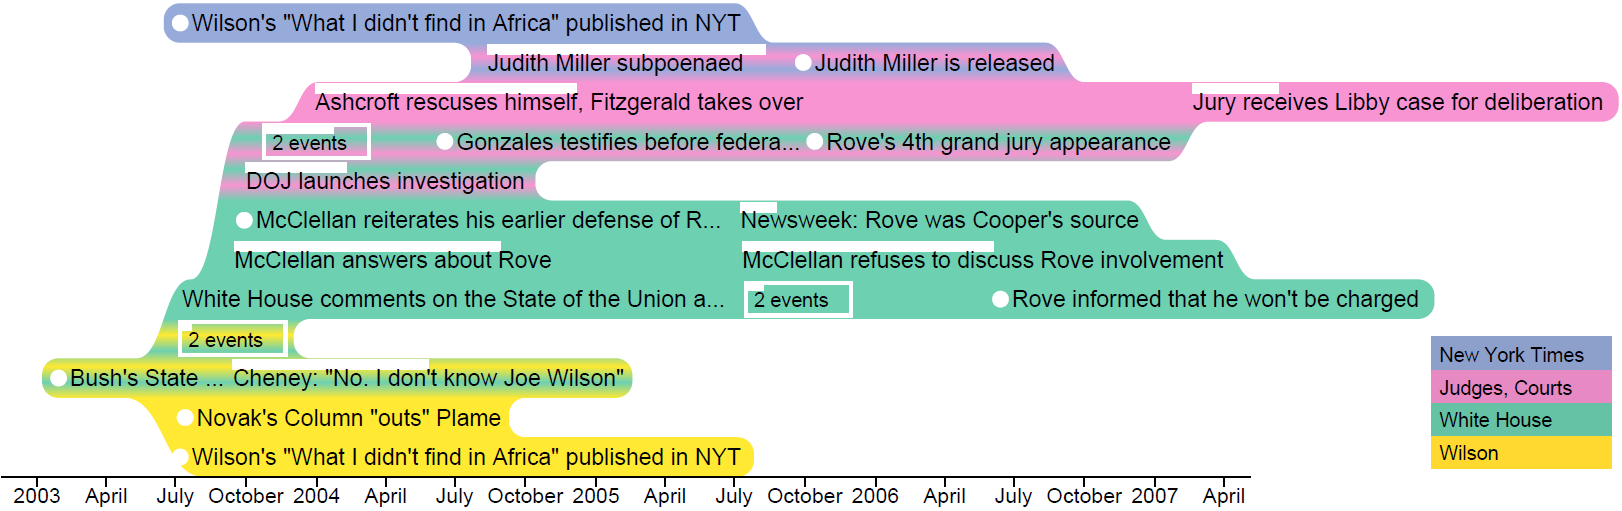 Wilson's "What I didn't find in Africa" published in NYT
Judith Miller subpoenaed
Judith Miller is released
Ashcroft rescuses himself, Fitzgerald takes over
Jury receives Libby case for deliberation
2 events
Gonzales testifies before federa...
Rove's 4th grand jury appearance
DOJ launches investigation
McClellan reiterates his earlier defense of R...
Newsweek: Rove was Cooper's source
McClellan answers about Rove
McClellan refuses to discuss Rove involvement
White House comments on the State of the Union a...
2 events
Rove informed that he won't be charged
2 events
Bush's State ...
Cheney: "No. I don't know Joe Wilson"
Novak's Column "outs" Plame
Wilson's "What I didn't find in Africa" published in NYT
New York Times
Judges, Courts
White House
Wilson
2003 April July October 2004 April July October 2005 April July October 2006 April July October 2007 April